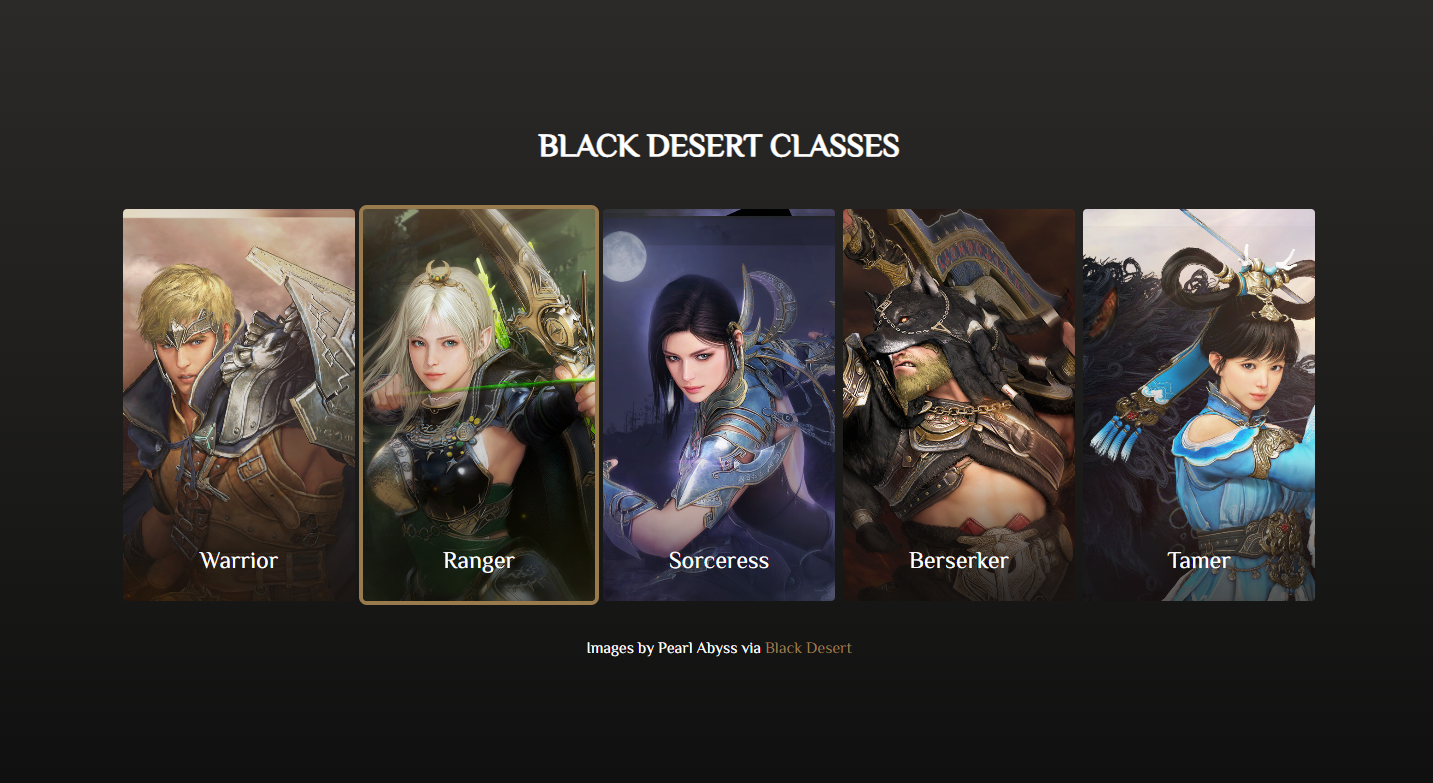 BLACK DESERT CLASSES
Warrior
Ranger
Sorceress
Berserker
Tamer
Images by Pearl Abyss via Black Desert